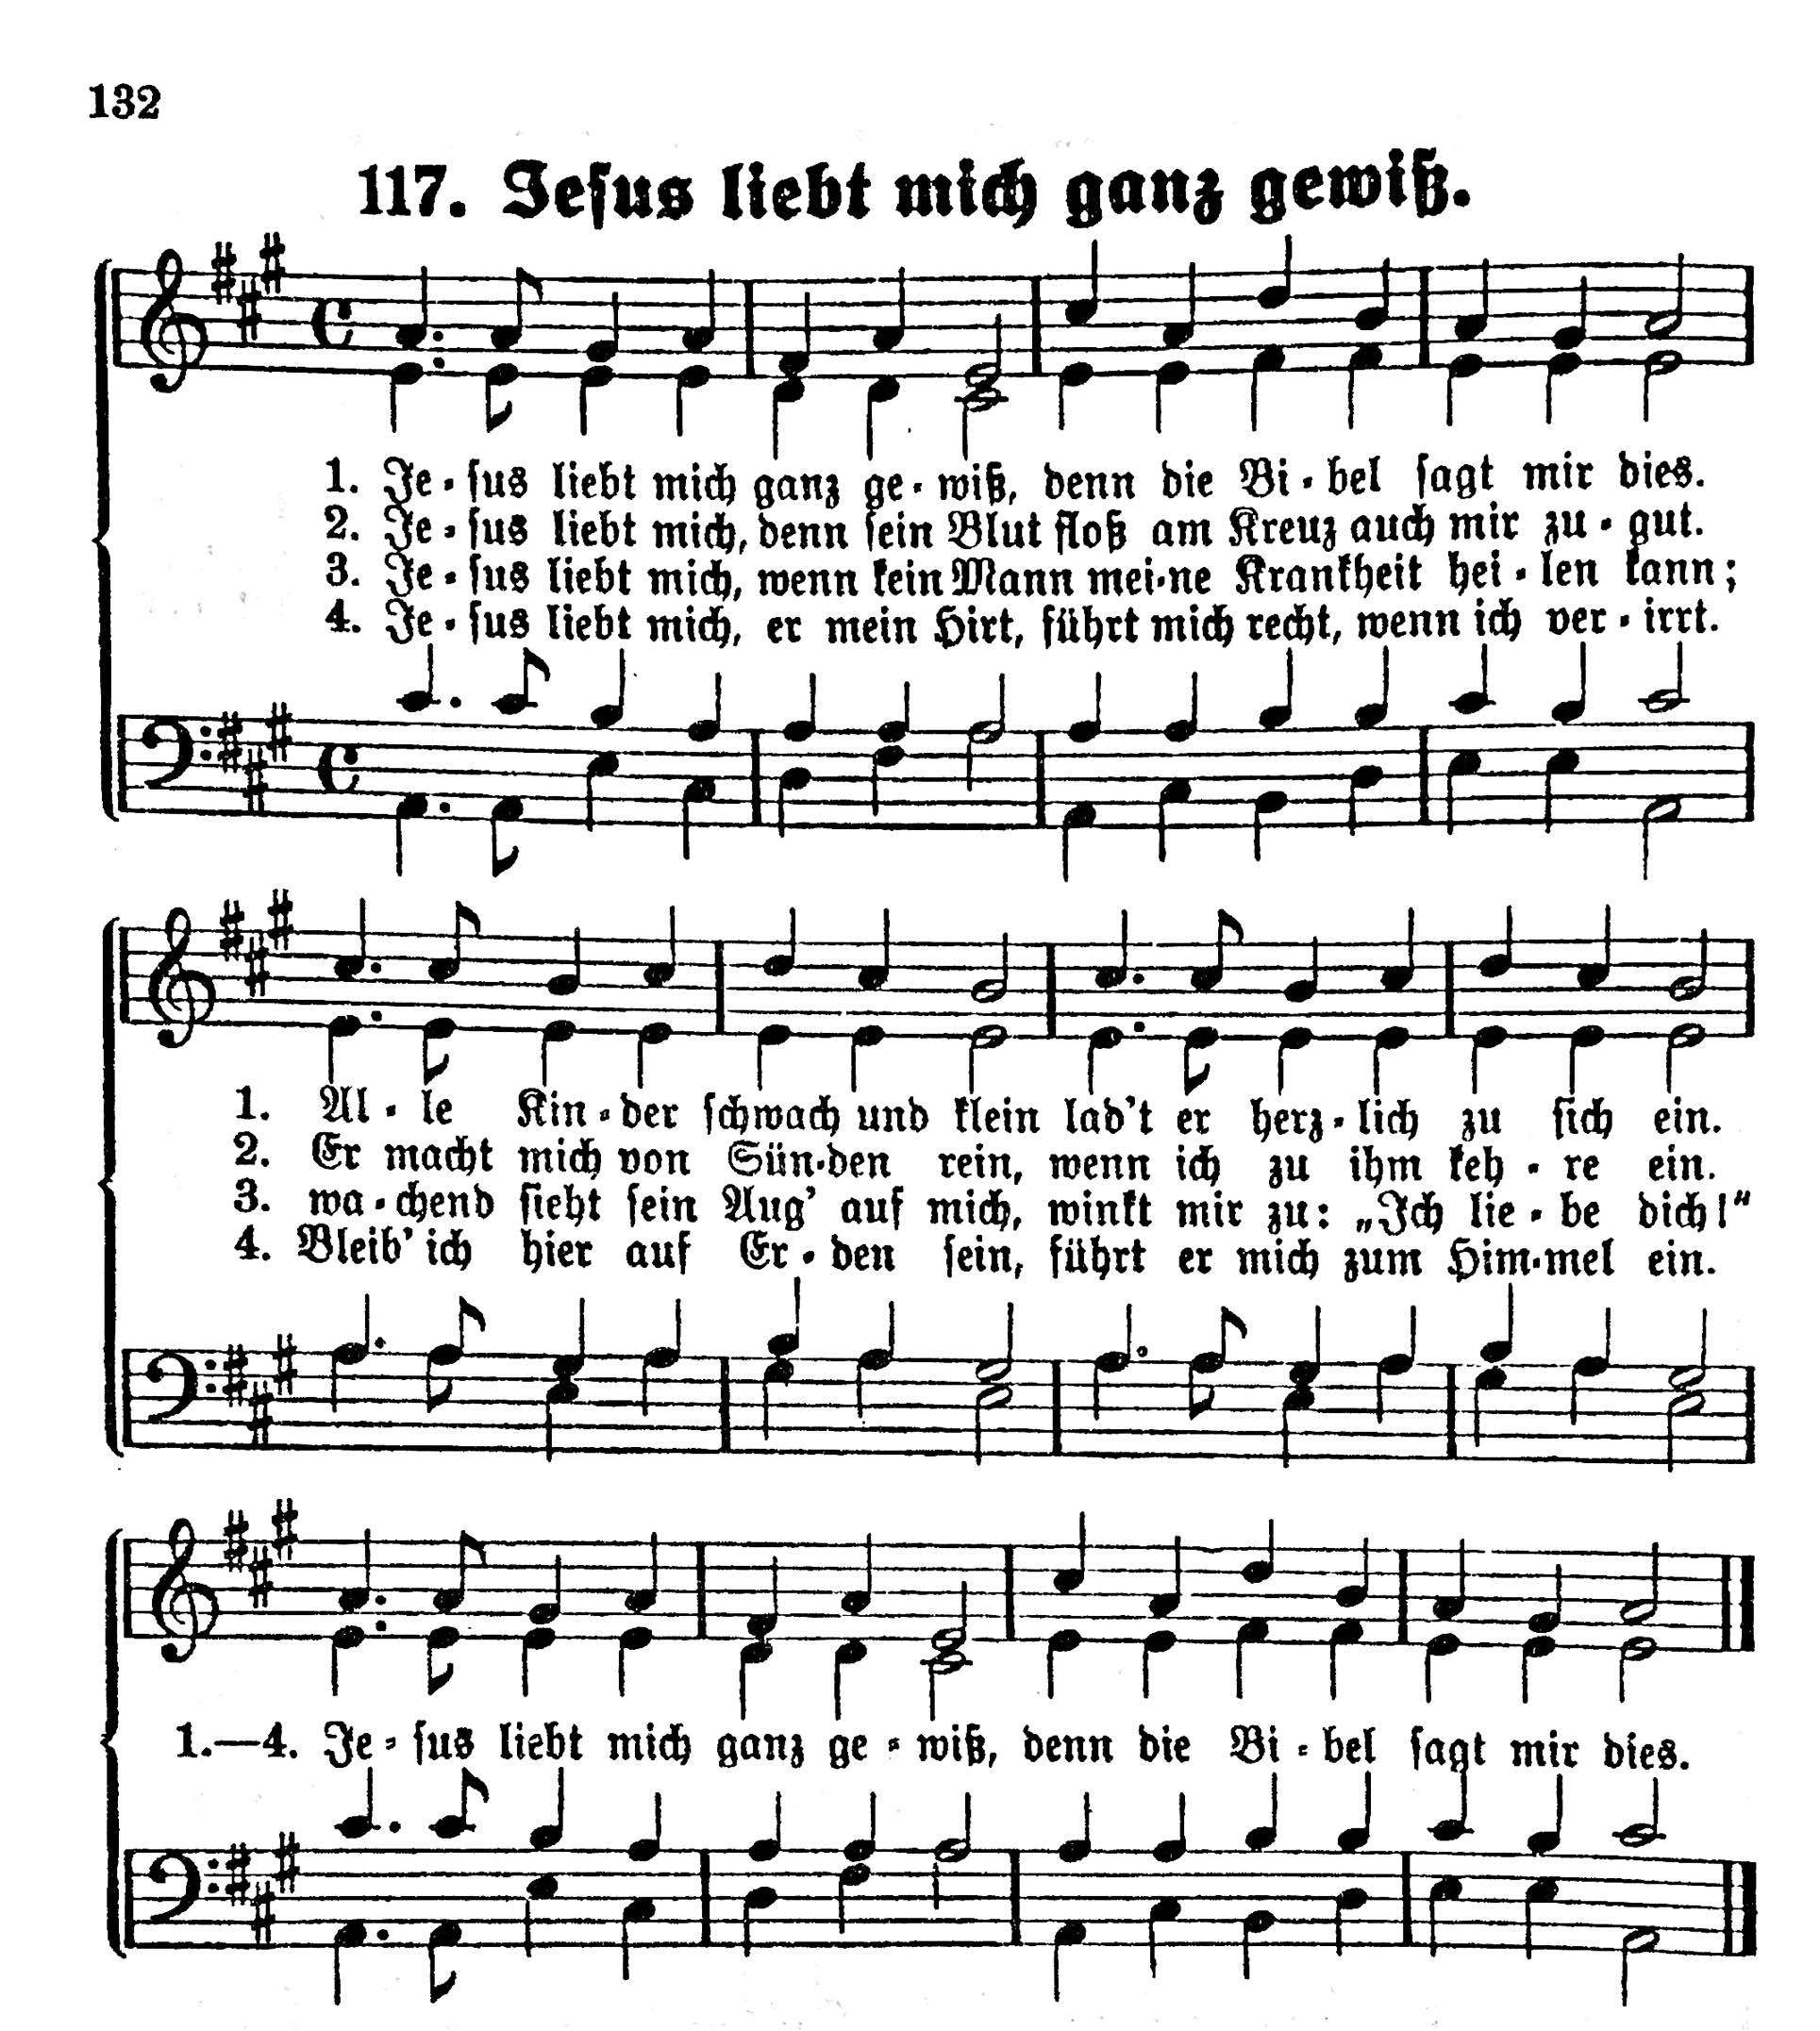 132
117. Jesus liebt mich ganz gewiß.
1. Je-sus liebt mich ganz ge-wiß, denn die Bi-bel sagt mir dies.
2. Je-sus liebt mich, denn sein Blut floß am Kreuz auch mir zu-gut.
3. Je-sus liebt mich, wenn kein Mann mei-ne Krankheit hei-len kann;
4. Je-sus liebt mich, er mein Hirt, führt mich recht, wenn ich ver-irrt.
1. Al-le Kin-der schwach und klein lad't er herz-lich zu sich ein.
2. Er macht mich von Sün-den rein, wenn ich zu ihm keh-re ein.
3. wa-chend sieht sein Aug' auf mich, winkt mir zu: „Ich lie-be dich!“
4. Bleib' ich hier auf Er-den sein, führt er mich zum Him-mel ein.
1.—4. Je-sus liebt mich ganz ge-wiß, denn die Bi-bel sagt mir dies.